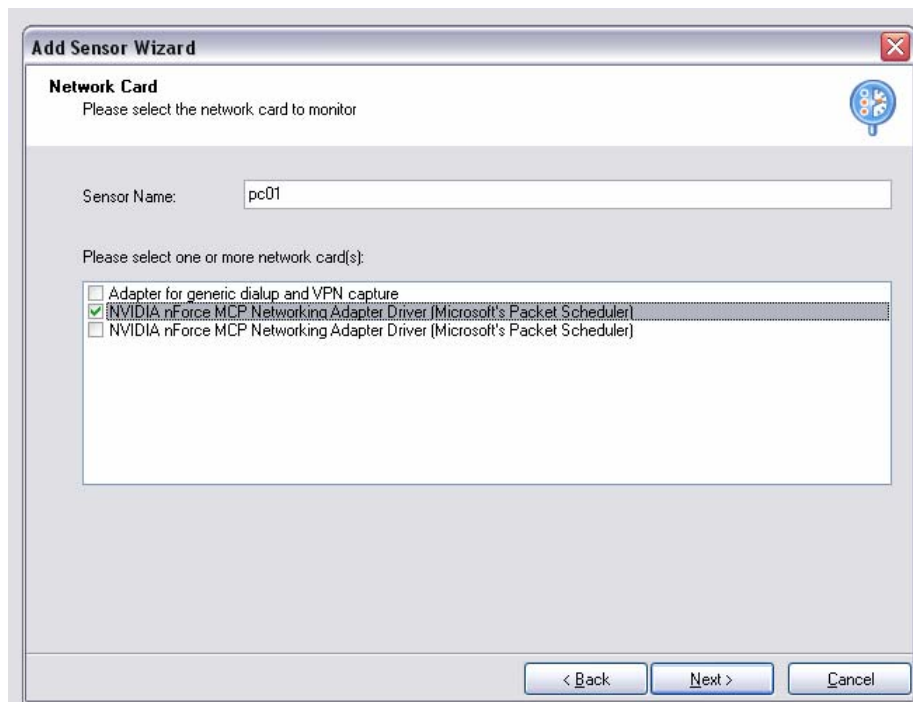 Add Sensor Wizard
Network Card
Please select the network card to monitor
Sensor Name: pc01
Please select one or more network card(s):
Adapter for generic dialup and VPN capture
NVIDIA nForce MCP Networking Adapter Driver (Microsoft's Packet Scheduler)
NVIDIA nForce MCP Networking Adapter Driver (Microsoft's Packet Scheduler)
< Back Next > Cancel